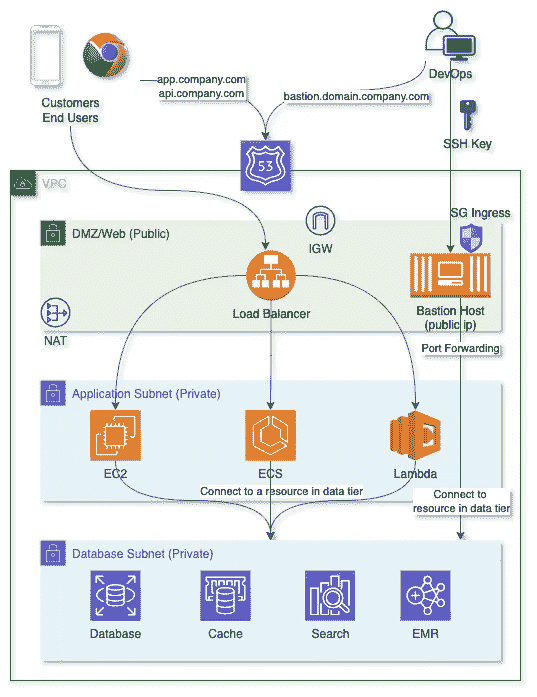 app.company.com
api.company.com
bastion.domain.company.com
DevOps
Customers
End Users
SSH Key
53
VPC
SG Ingress
DMZ/Web (Public)
IGW
Load Balancer
Bastion Host
(public ip)
NAT
Port Forwarding
Application Subnet (Private)
EC2
ECS
Lambda
Connect to a resource in data tier
Connect to
resource in data tier
Database Subnet (Private)
Database
Cache
Search
EMR